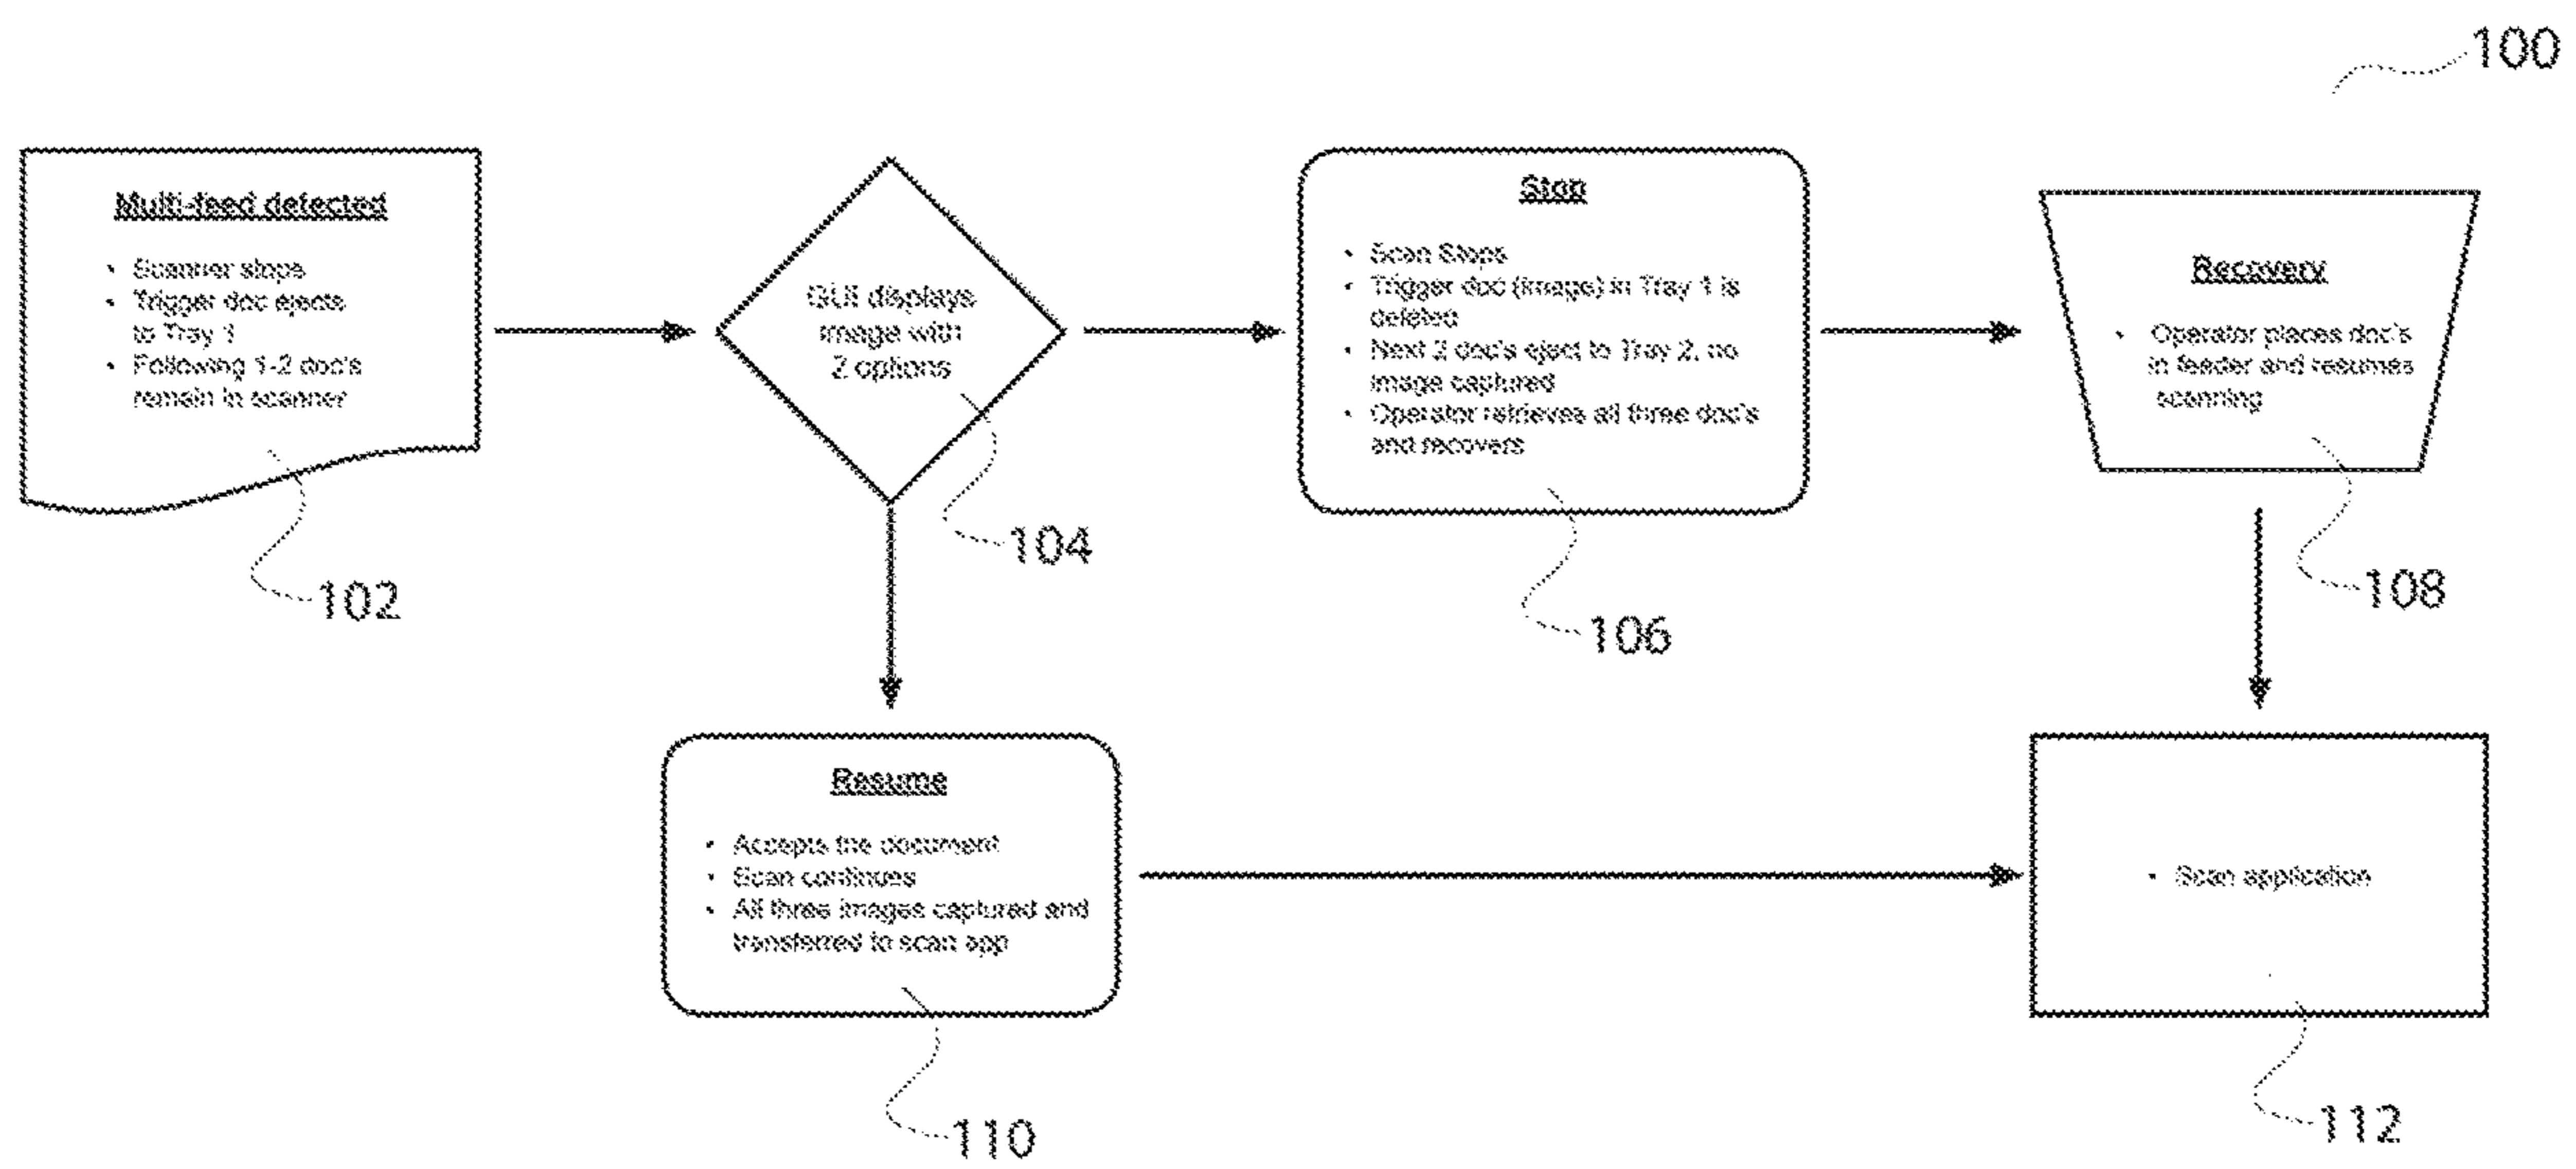 100
Multi-feed detected
• Scanner stops
• Trigger doc ejects
to Tray 1
• Following 1-2 doc's
remain in scanner
102
GUI displays
image with
2 options
104
Stop
• Scan Stops
• Trigger doc (image) in Tray 1 is
deleted
• Next 2 doc's eject to Tray 2, no
image captured
• Operator retrieves all three doc's
and recovers
106
Recovery
• Operator places doc's
in feeder and resumes
scanning
108
Resume
• Accepts the document
• Scan continues
• All three images captured and
transferred to scan app
110
• Scan application
112